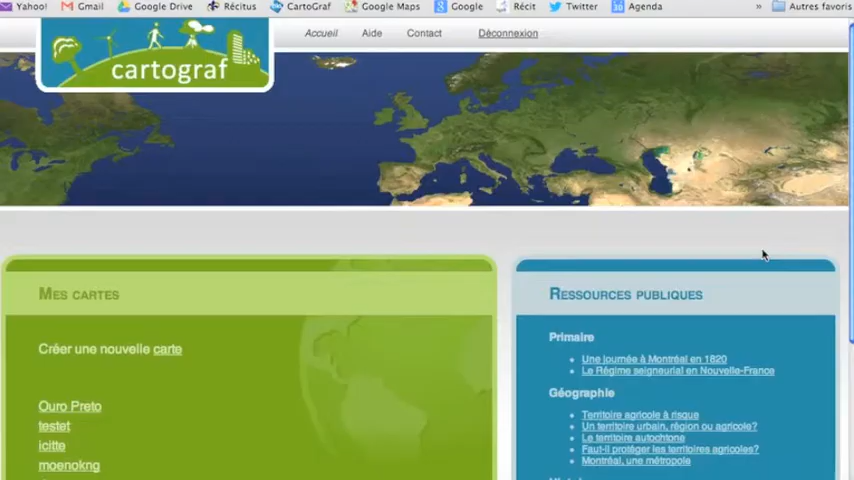 Yahoo! Gmail Google Drive Récitus CartoGraf Google Maps Google Récit Twitter Agenda » Autres favoris
Accueil Aide Contact Déconnexion
cartograf
Mes cartes
Créer une nouvelle carte
Ouro Preto
testet
icitte
moenokng
Ressources publiques
Primaire
Une journée à Montréal en 1820
Le Régime seigneurial en Nouvelle-France
Géographie
Territoire agricole à risque
Un territoire urbain, région ou agricole?
Le territoire autochtone
Faut-il protéger les territoires agricoles?
Montréal, une métropole